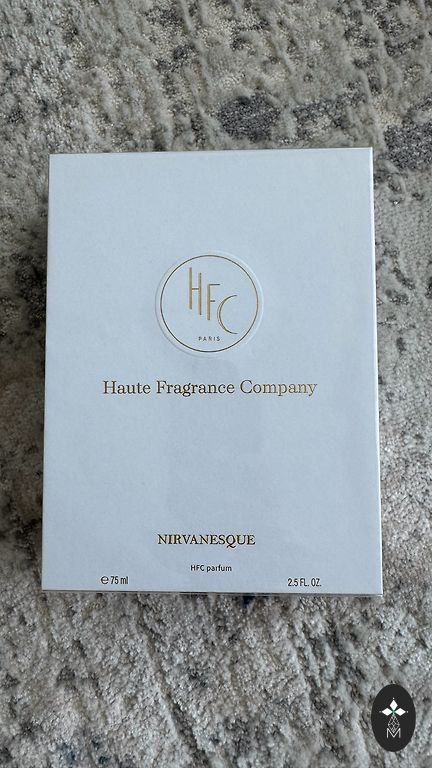 HFC
PARIS
Haute Fragrance Company
NIRVANESQUE
HFC parfum
℮ 75 ml 2.5 FL. OZ.
M